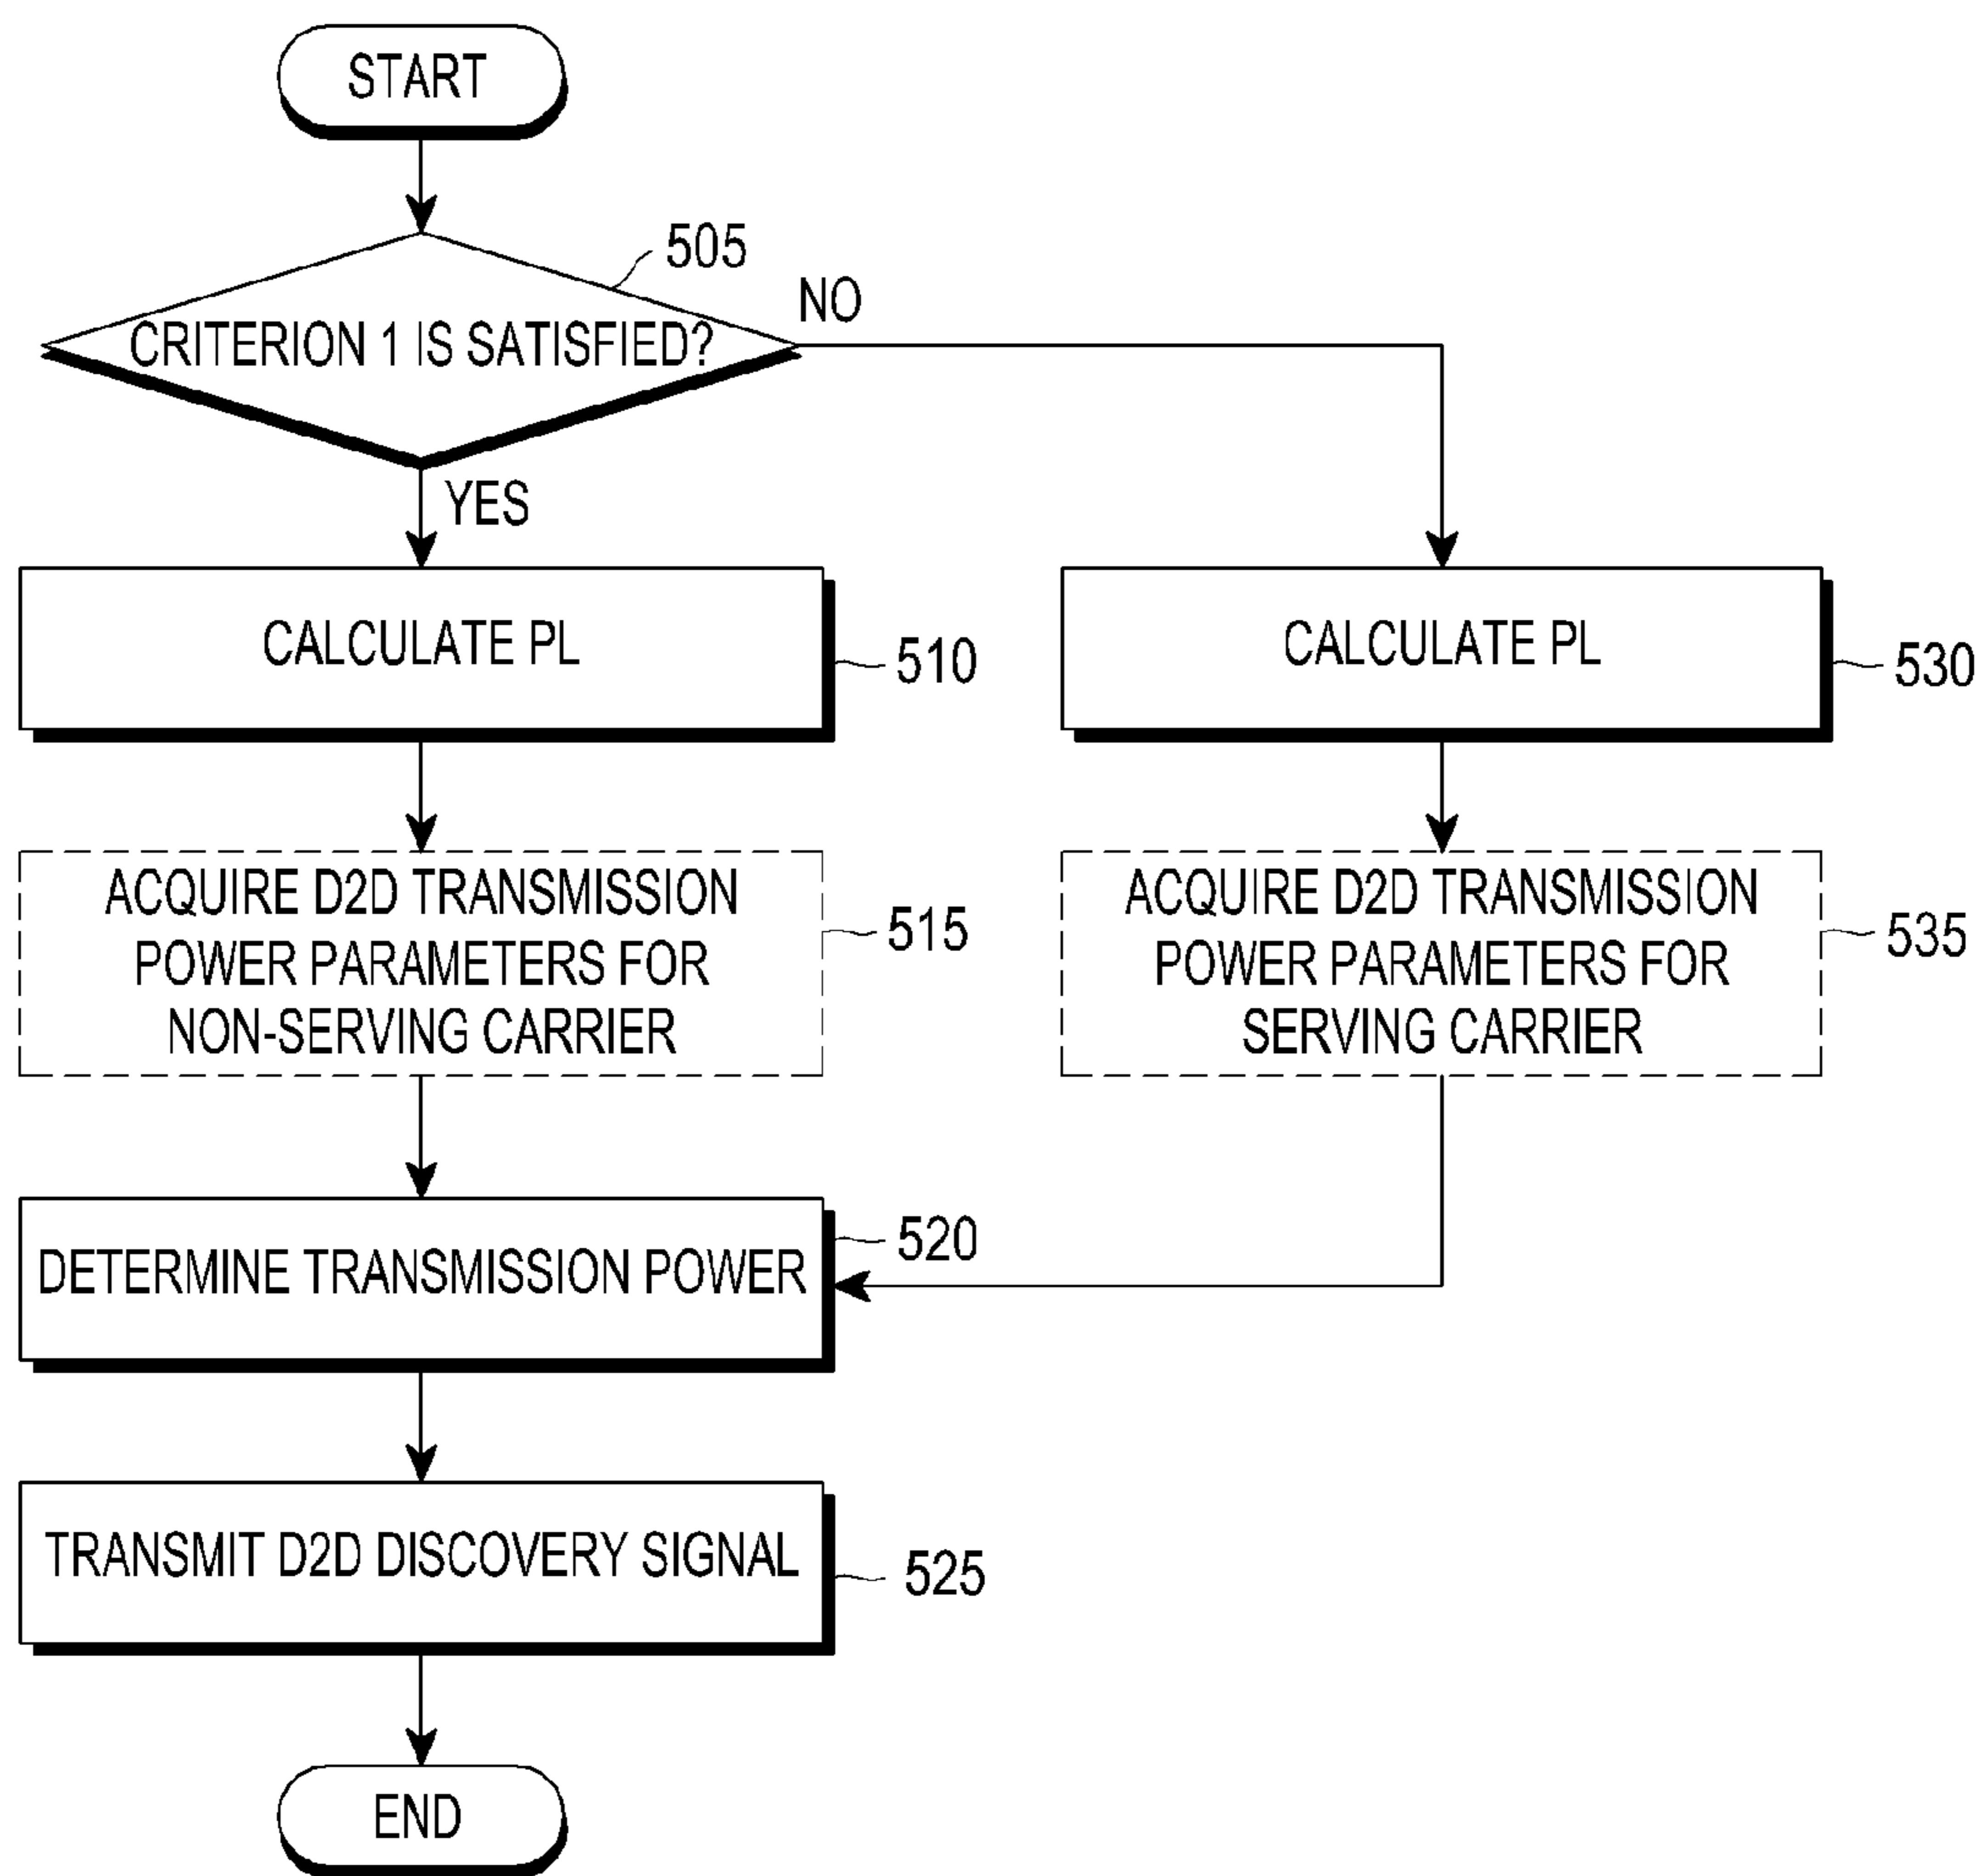 START
505
NO
CRITERION 1 IS SATISFIED?
YES
CALCULATE PL
510
CALCULATE PL
530
ACQUIRE D2D TRANSMISSION
POWER PARAMETERS FOR
NON-SERVING CARRIER
515
ACQUIRE D2D TRANSMISSION
POWER PARAMETERS FOR
SERVING CARRIER
535
DETERMINE TRANSMISSION POWER
520
TRANSMIT D2D DISCOVERY SIGNAL
525
END